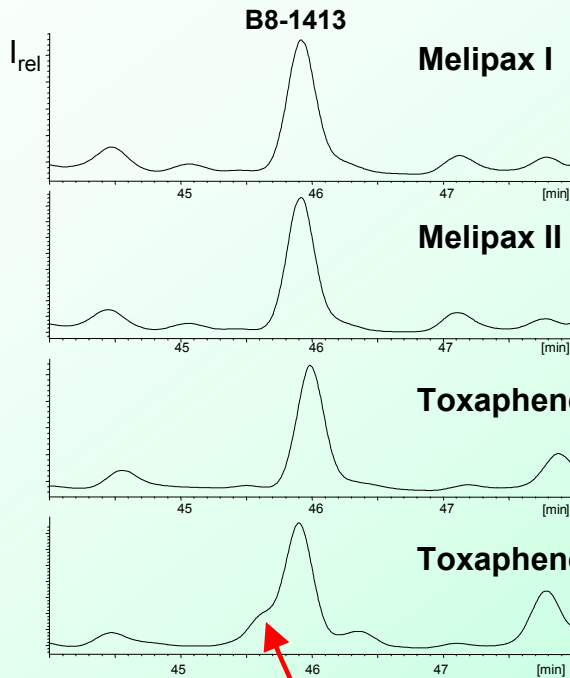 B8-1413
I_rel
Melipax I
45 46 47 [min]
Melipax II
45 46 47 [min]
Toxaphene
45 46 47 [min]
Toxaphene
45 46 47 [min]